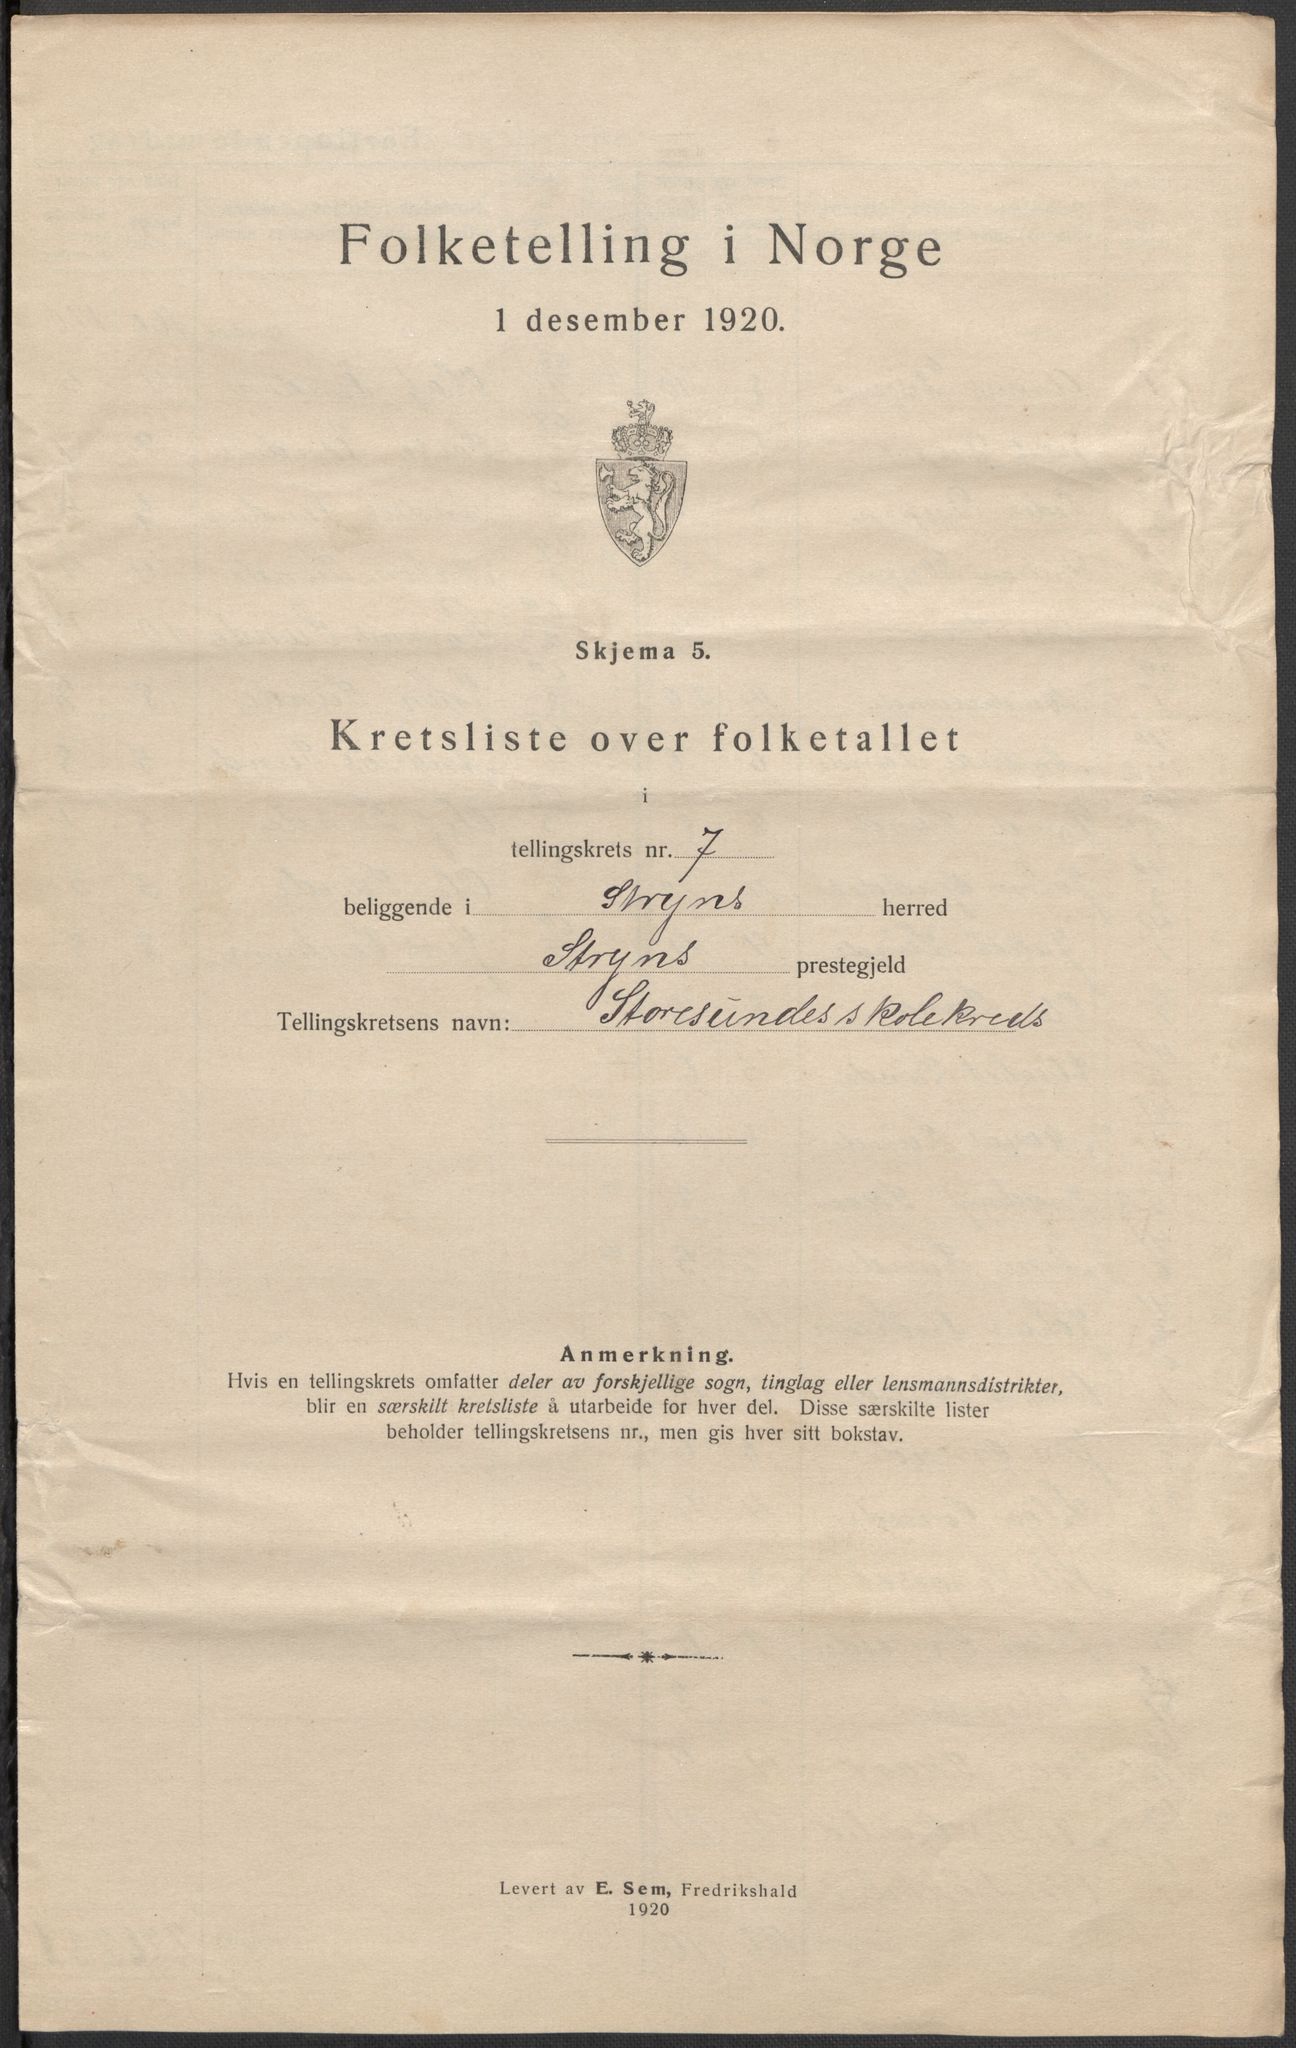 Folketelling i Norge
1 desember 1920.
Skjema 5.
Kretsliste over folketallet
i
tellingskrets nr. 7
beliggende i Stryns herred
Stryns prestegjeld
Tellingskretsens navn: Storesundes skolekreds
Anmerkning.
Hvis en tellingskrets omfatter deler av forskjellige sogn, tinglag eller lensmannsdistrikter,
blir en særskilt kretsliste å utarbeide for hver del. Disse særskilte lister
beholder tellingskretsens nr., men gis hver sitt bokstav.
Levert av E. Sem, Fredrikshald
1920